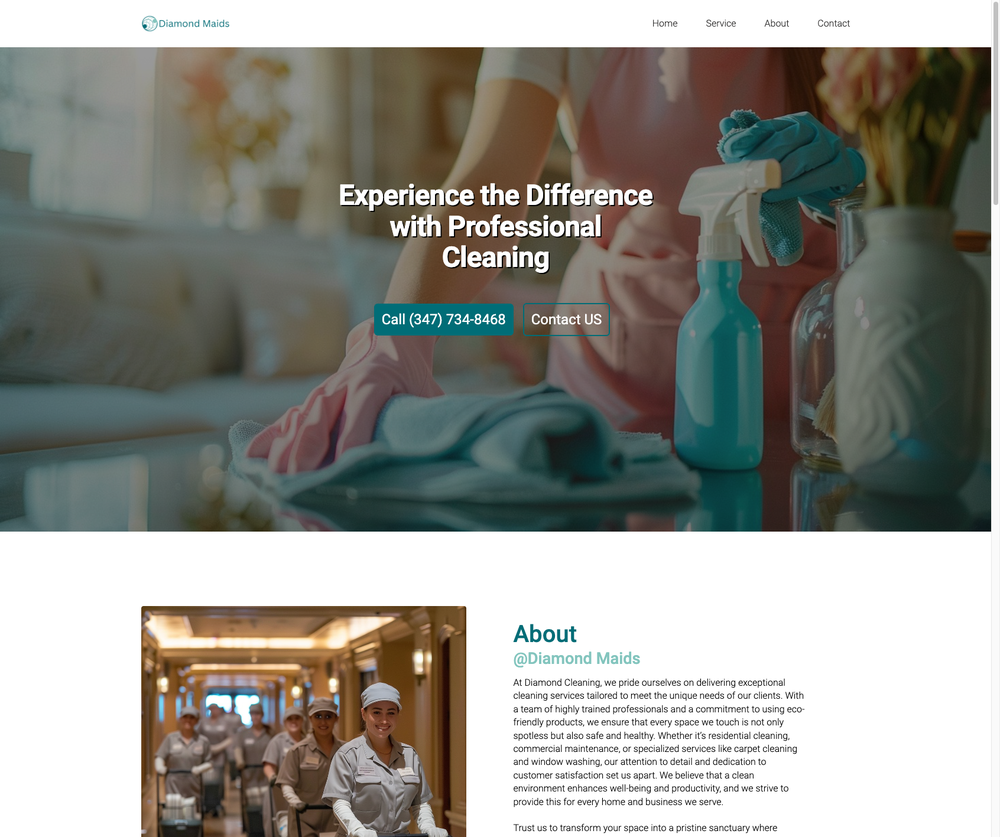 Diamond Maids
Home
Service
About
Contact
Experience the Difference
with Professional
Cleaning
Call (347) 734-8468
Contact US
About
@Diamond Maids
At Diamond Cleaning, we pride ourselves on delivering exceptional
cleaning services tailored to meet the unique needs of our clients. With
a team of highly trained professionals and a commitment to using eco-
friendly products, we ensure that every space we touch is not only
spotless but also safe and healthy. Whether it's residential cleaning,
commercial maintenance, or specialized services like carpet cleaning
and window washing, our attention to detail and dedication to
customer satisfaction set us apart. We believe that a clean
environment enhances well-being and productivity, and we strive to
provide this for every home and business we serve.
Trust us to transform your space into a pristine sanctuary where